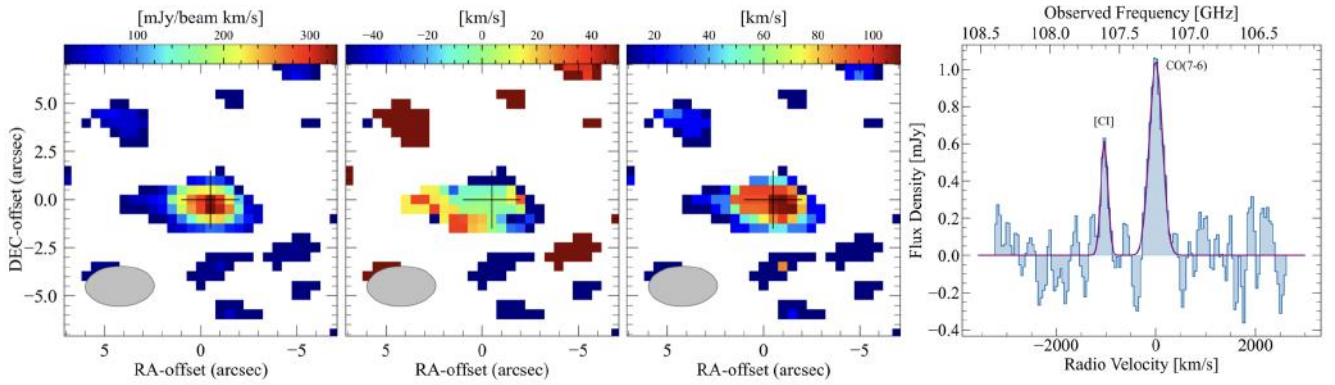 [mJy/beam km/s]
100 200 300
DEC-offset (arcsec)
5.0
2.5
0.0
−2.5
−5.0
5 0 −5
RA-offset (arcsec)
[km/s]
−40 −20 0 20 40
5 0 −5
RA-offset (arcsec)
[km/s]
20 40 60 80 100
5 0 −5
RA-offset (arcsec)
Observed Frequency [GHz]
108.5 108.0 107.5 107.0 106.5
Flux Density [mJy]
1.0
0.8
0.6
0.4
0.2
0.0
−0.2
−0.4
CO(7-6)
[CI]
−2000 0 2000
Radio Velocity [km/s]